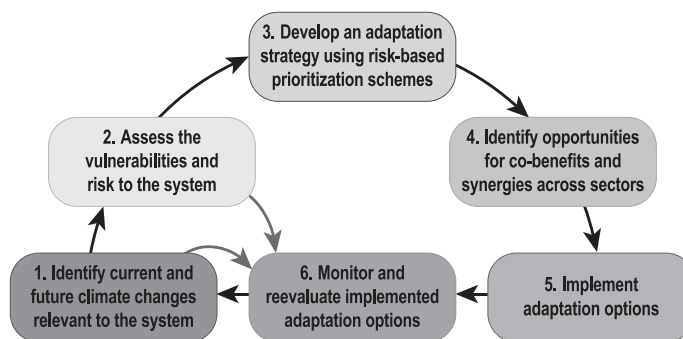 3. Develop an adaptation
strategy using risk-based
prioritization schemes
2. Assess the
vulnerabilities and
risk to the system
4. Identify opportunities
for co-benefits and
synergies across sectors
1. Identify current and
future climate changes
relevant to the system
6. Monitor and
reevaluate implemented
adaptation options
5. Implement
adaptation options